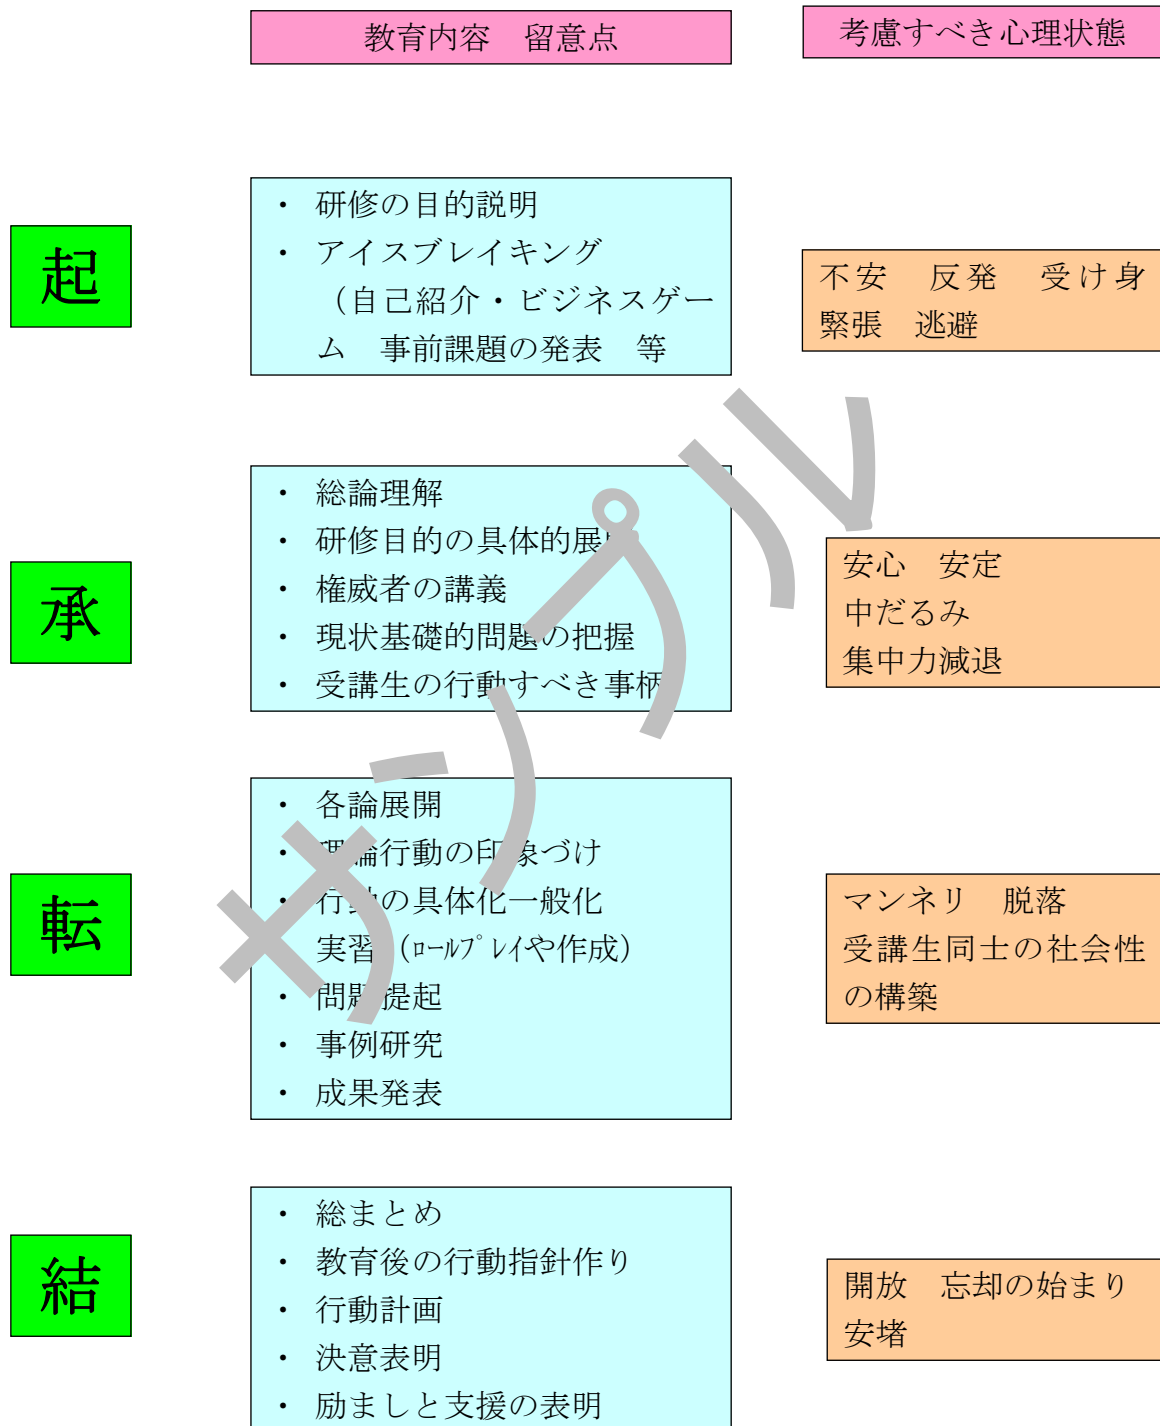 教育内容　留意点
考慮すべき心理状態
起
・ 研修の目的説明
・ アイスブレイキング
（自己紹介・ビジネスゲー
ム　事前課題の発表　等
不安　反発　受け身
緊張　逃避
承
・ 総論理解
・ 研修目的の具体的展
・ 権威者の講義
・ 現状基礎的問題の把握
・ 受講生の行動すべき事柄
安心　安定
中だるみ
集中力減退
転
・ 各論展開
・ 理論行動の印象づけ
・ 行動の具体化一般化
実習（ﾛｰﾙﾌﾟﾚｲや作成）
・ 問題提起
・ 事例研究
・ 成果発表
マンネリ　脱落
受講生同士の社会性
の構築
結
・ 総まとめ
・ 教育後の行動指針作り
・ 行動計画
・ 決意表明
・ 励ましと支援の表明
開放　忘却の始まり
安堵
サンプル